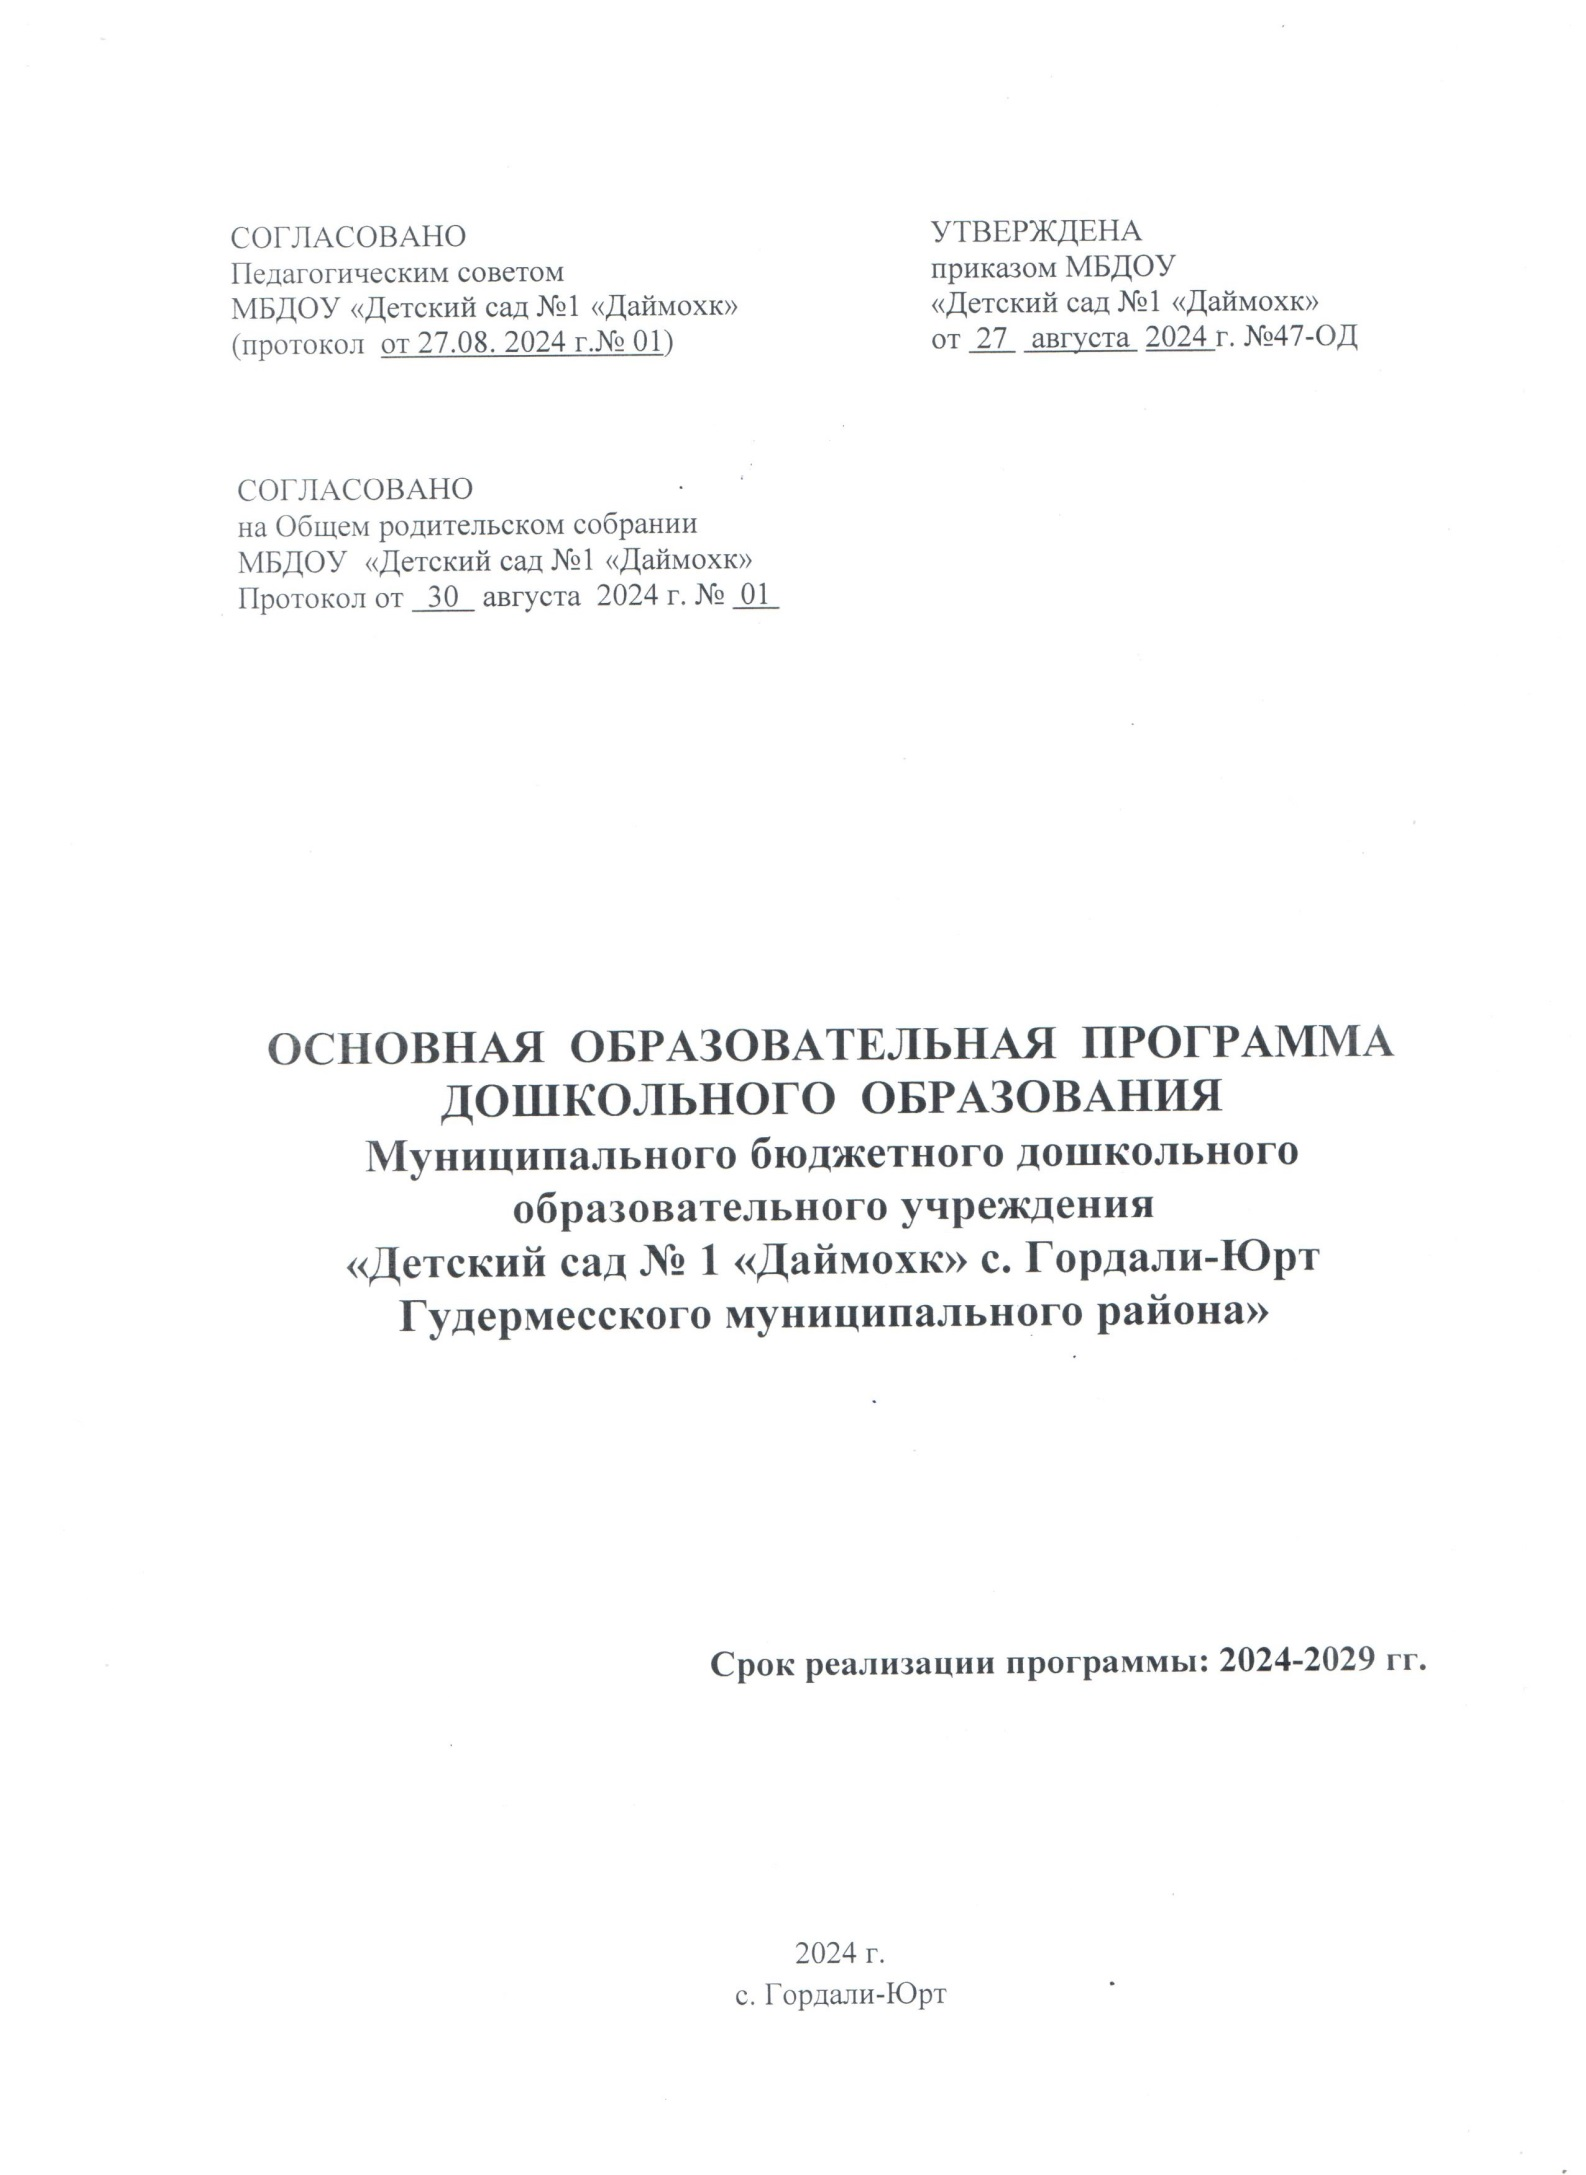 СОГЛАСОВАНО
Педагогическим советом
МБДОУ «Детский сад №1 «Даймохк»
(протокол от 27.08. 2024 г.№ 01)
УТВЕРЖДЕНА
приказом МБДОУ
«Детский сад №1 «Даймохк»
от 27 августа 2024 г. №47-ОД
СОГЛАСОВАНО
на Общем родительском собрании
МБДОУ «Детский сад №1 «Даймохк»
Протокол от 30 августа 2024 г. № 01
ОСНОВНАЯ ОБРАЗОВАТЕЛЬНАЯ ПРОГРАММА
ДОШКОЛЬНОГО ОБРАЗОВАНИЯ
Муниципального бюджетного дошкольного
образовательного учреждения
«Детский сад № 1 «Даймохк» с. Гордали-Юрт
Гудермесского муниципального района»
Срок реализации программы: 2024-2029 гг.
2024 г.
с. Гордали-Юрт